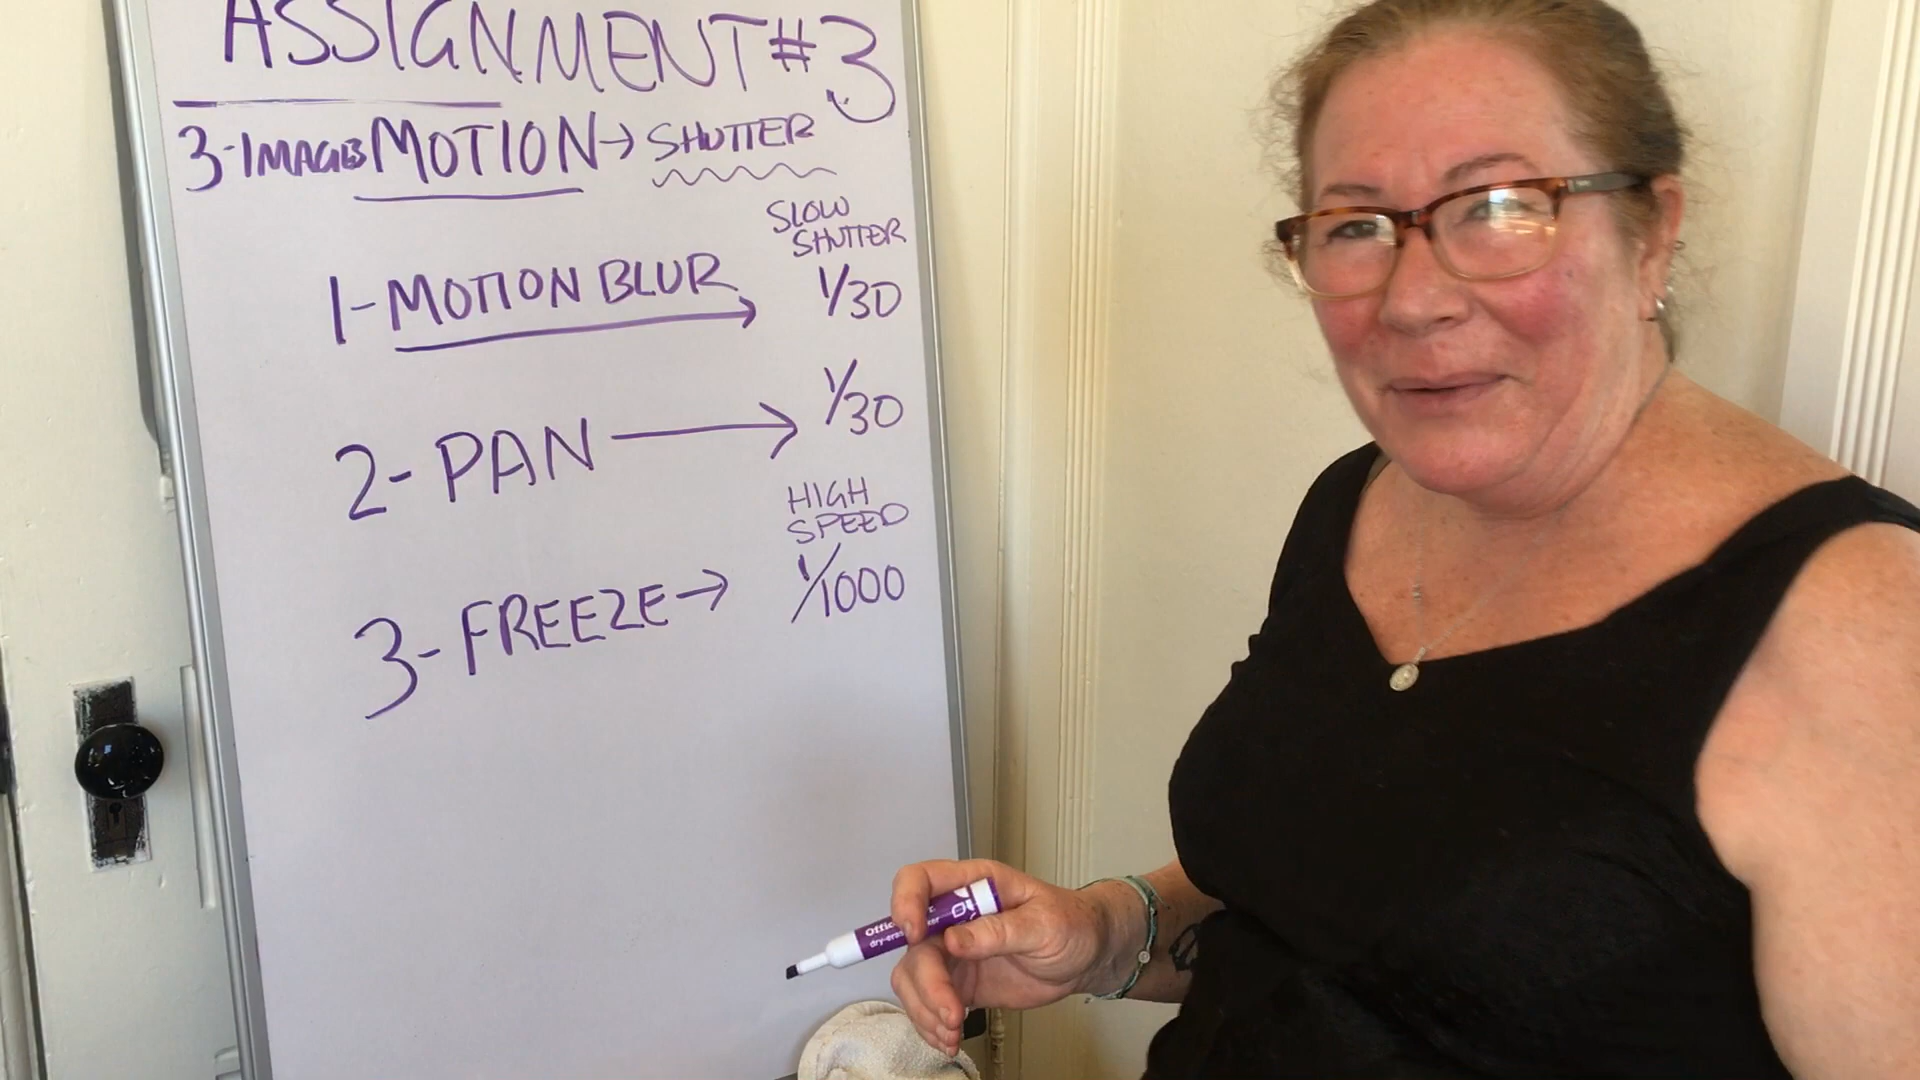 ASSIGNMENT #3
3-IMAGES MOTION → SHUTTER
SLOW
SHUTTER
1-MOTION BLUR → 1/30
2-PAN → 1/30
HIGH
SPEED
3-FREEZE → 1/1000